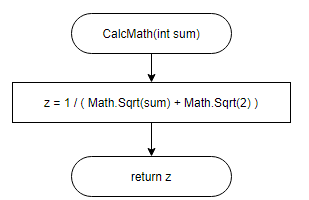 CalcMath(int sum)
z = 1 / ( Math.Sqrt(sum) + Math.Sqrt(2) )
return z